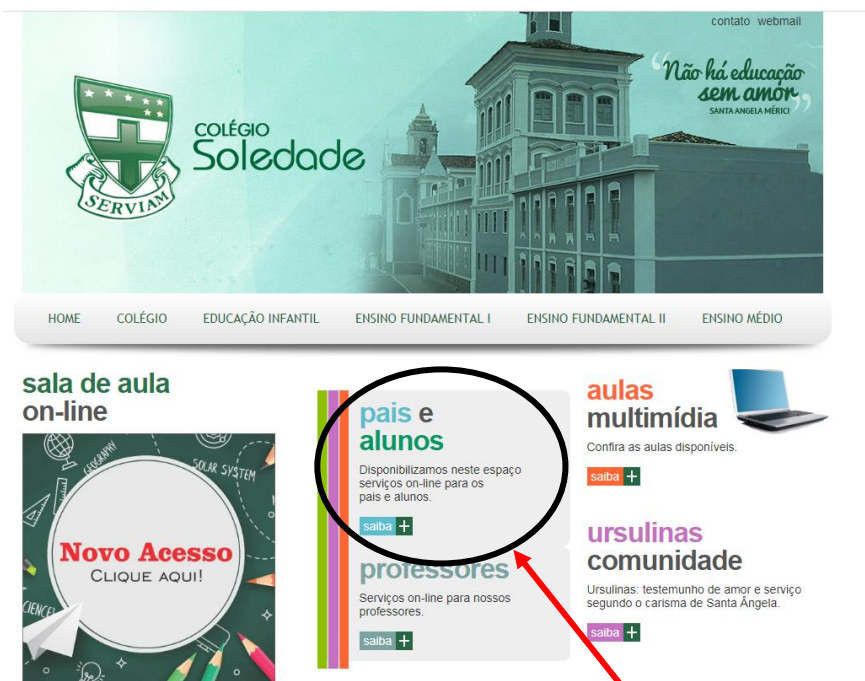 contato webmail
“Não há educação
sem amor”
SANTA ANGELA MÉRICI
COLÉGIO
Soledade
SERVIAM
HOME COLÉGIO EDUCAÇÃO INFANTIL ENSINO FUNDAMENTAL I ENSINO FUNDAMENTAL II ENSINO MÉDIO
sala de aula
on-line
GEOGRAPHY
SOLAR SYSTEM
Novo Acesso
CLIQUE AQUI!
SCIENCE
pais e
alunos
Disponibilizamos neste espaço
serviços on-line para os
pais e alunos.
saiba +
professores
Serviços on-line para nossos
professores.
saiba +
aulas
multimídia
Confira as aulas disponíveis.
saiba +
ursulinas
comunidade
Ursulinas: testemunho de amor e serviço
segundo o carisma de Santa Ângela.
saiba +